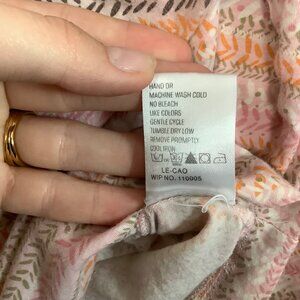 HAND OR
MACHINE WASH COLD
NO BLEACH
LIKE COLORS
GENTLE CYCLE
TUMBLE DRY LOW
REMOVE PROMPTLY
COOL IRON
LE-CAO
WIP NO. 110005